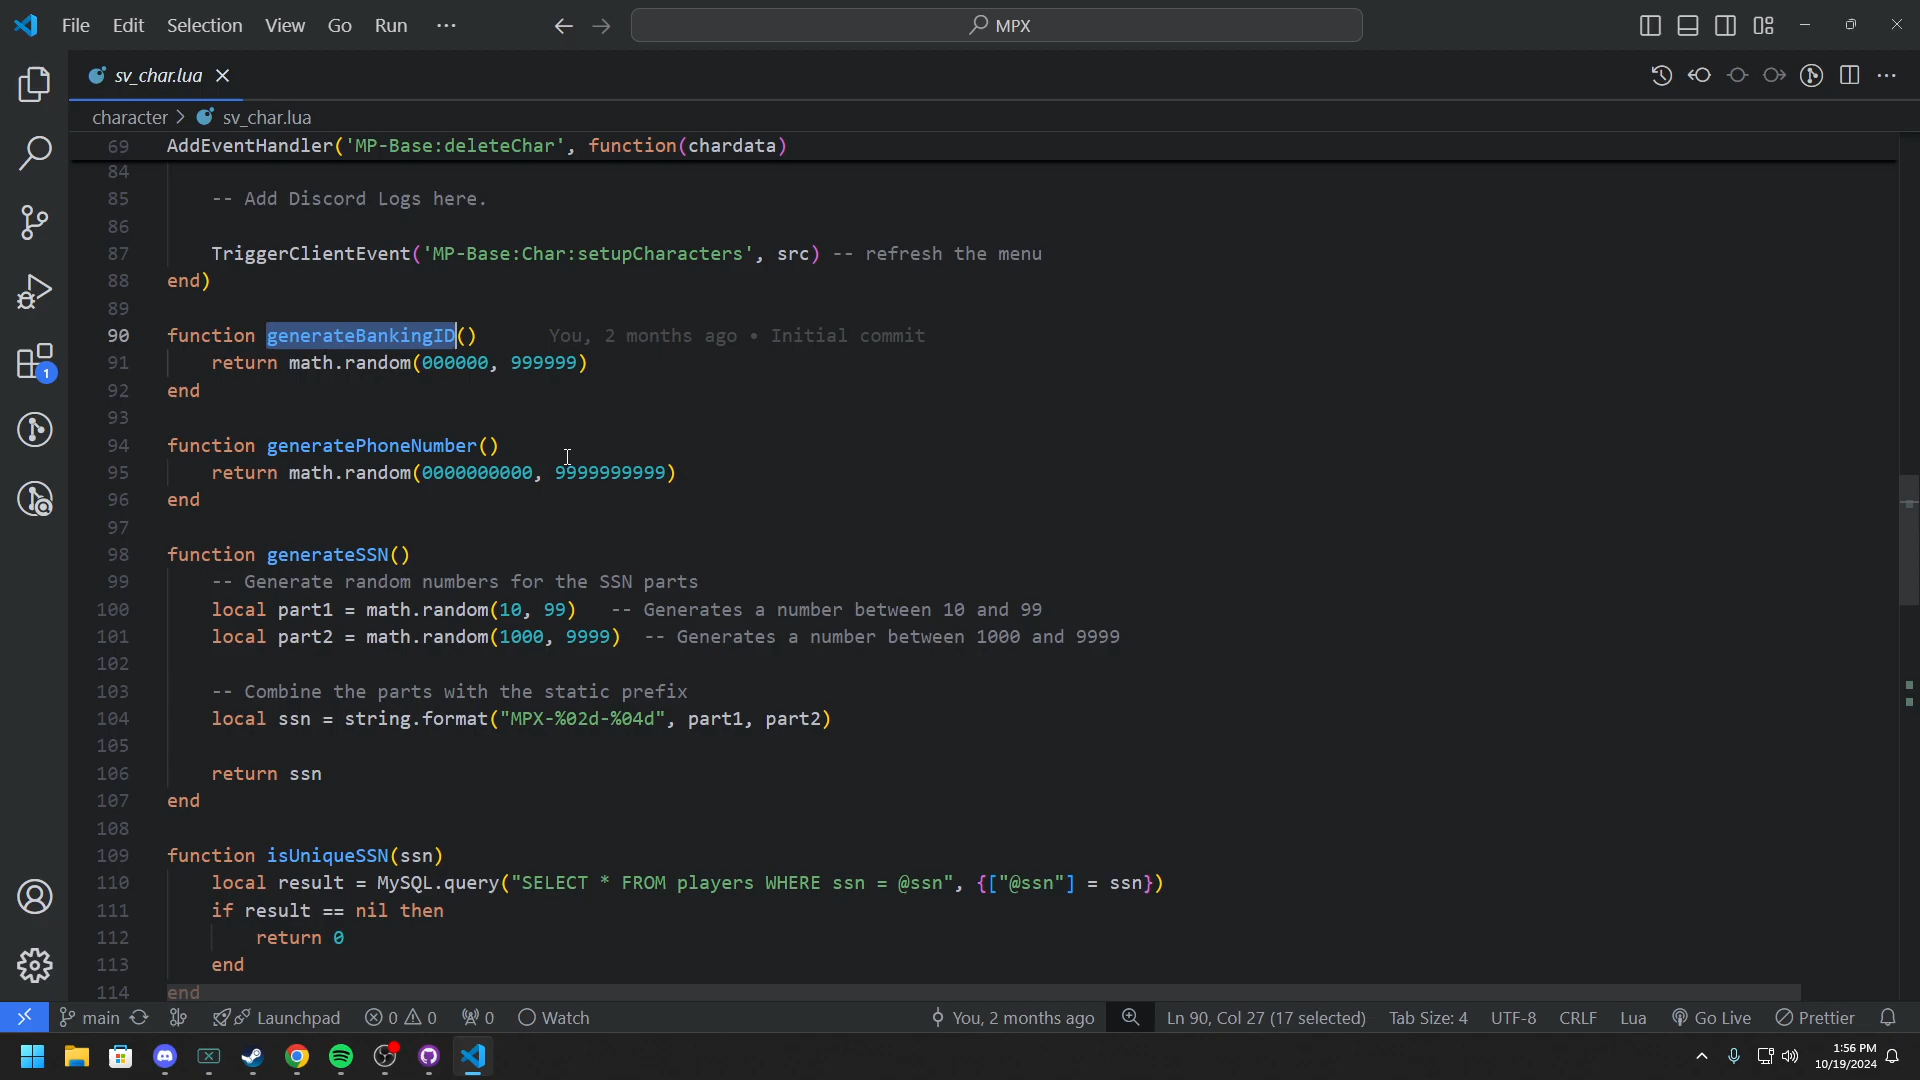 File Edit Selection View Go Run ··· MPX
sv_char.lua
character > sv_char.lua
69 AddEventHandler('MP-Base:deleteChar', function(chardata)
84
85 -- Add Discord Logs here.
86
87 TriggerClientEvent('MP-Base:Char:setupCharacters', src) -- refresh the menu
88 end)
89
90 function generateBankingID() You, 2 months ago • Initial commit
91 return math.random(000000, 999999)
92 end
93
94 function generatePhoneNumber()
95 return math.random(0000000000, 9999999999)
96 end
97
98 function generateSSN()
99 -- Generate random numbers for the SSN parts
100 local part1 = math.random(10, 99) -- Generates a number between 10 and 99
101 local part2 = math.random(1000, 9999) -- Generates a number between 1000 and 9999
102
103 -- Combine the parts with the static prefix
104 local ssn = string.format("MPX-%02d-%04d", part1, part2)
105
106 return ssn
107 end
108
109 function isUniqueSSN(ssn)
110 local result = MySQL.query("SELECT * FROM players WHERE ssn = @ssn", {["@ssn"] = ssn})
111 if result == nil then
112 return 0
113 end
114 end
1
main Launchpad 0 0 0 Watch You, 2 months ago Ln 90, Col 27 (17 selected) Tab Size: 4 UTF-8 CRLF Lua Go Live Prettier
1:56 PM
10/19/2024